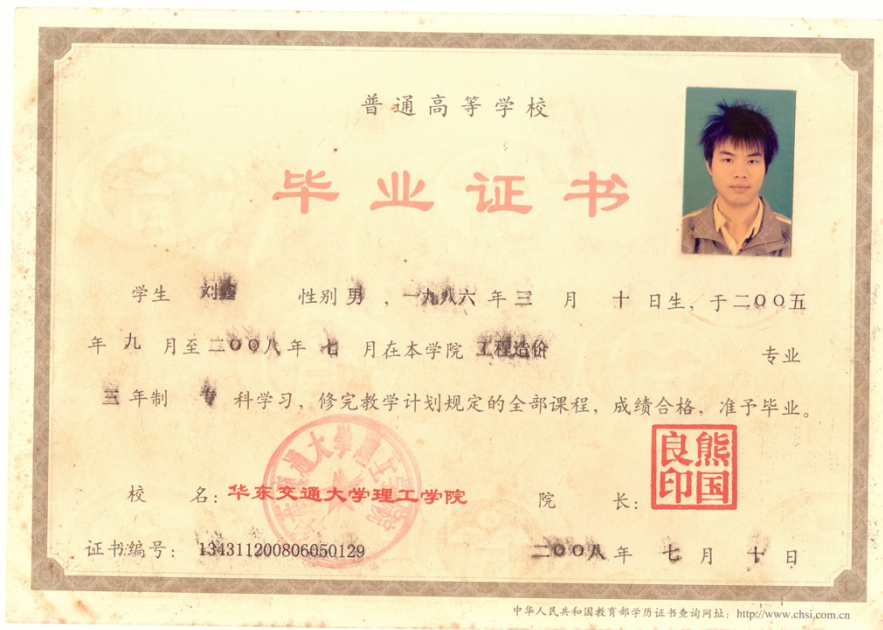 普通高等学校
毕业证书
学生 刘鑫 性别 男 ，一九八六 年 三 月 十 日生，于二〇〇五
年 九 月至 二〇〇八 年 七 月在本学院 工程造价 专业
三 年制 专 科学习，修完教学计划规定的全部课程，成绩合格，准予毕业。
校 名：华东交通大学理工学院 院 长：
熊国良印
证书编号： 134311200806050129 二〇〇八 年 七 月 十 日
中华人民共和国教育部学历证书查询网址：http://www.chsi.com.cn